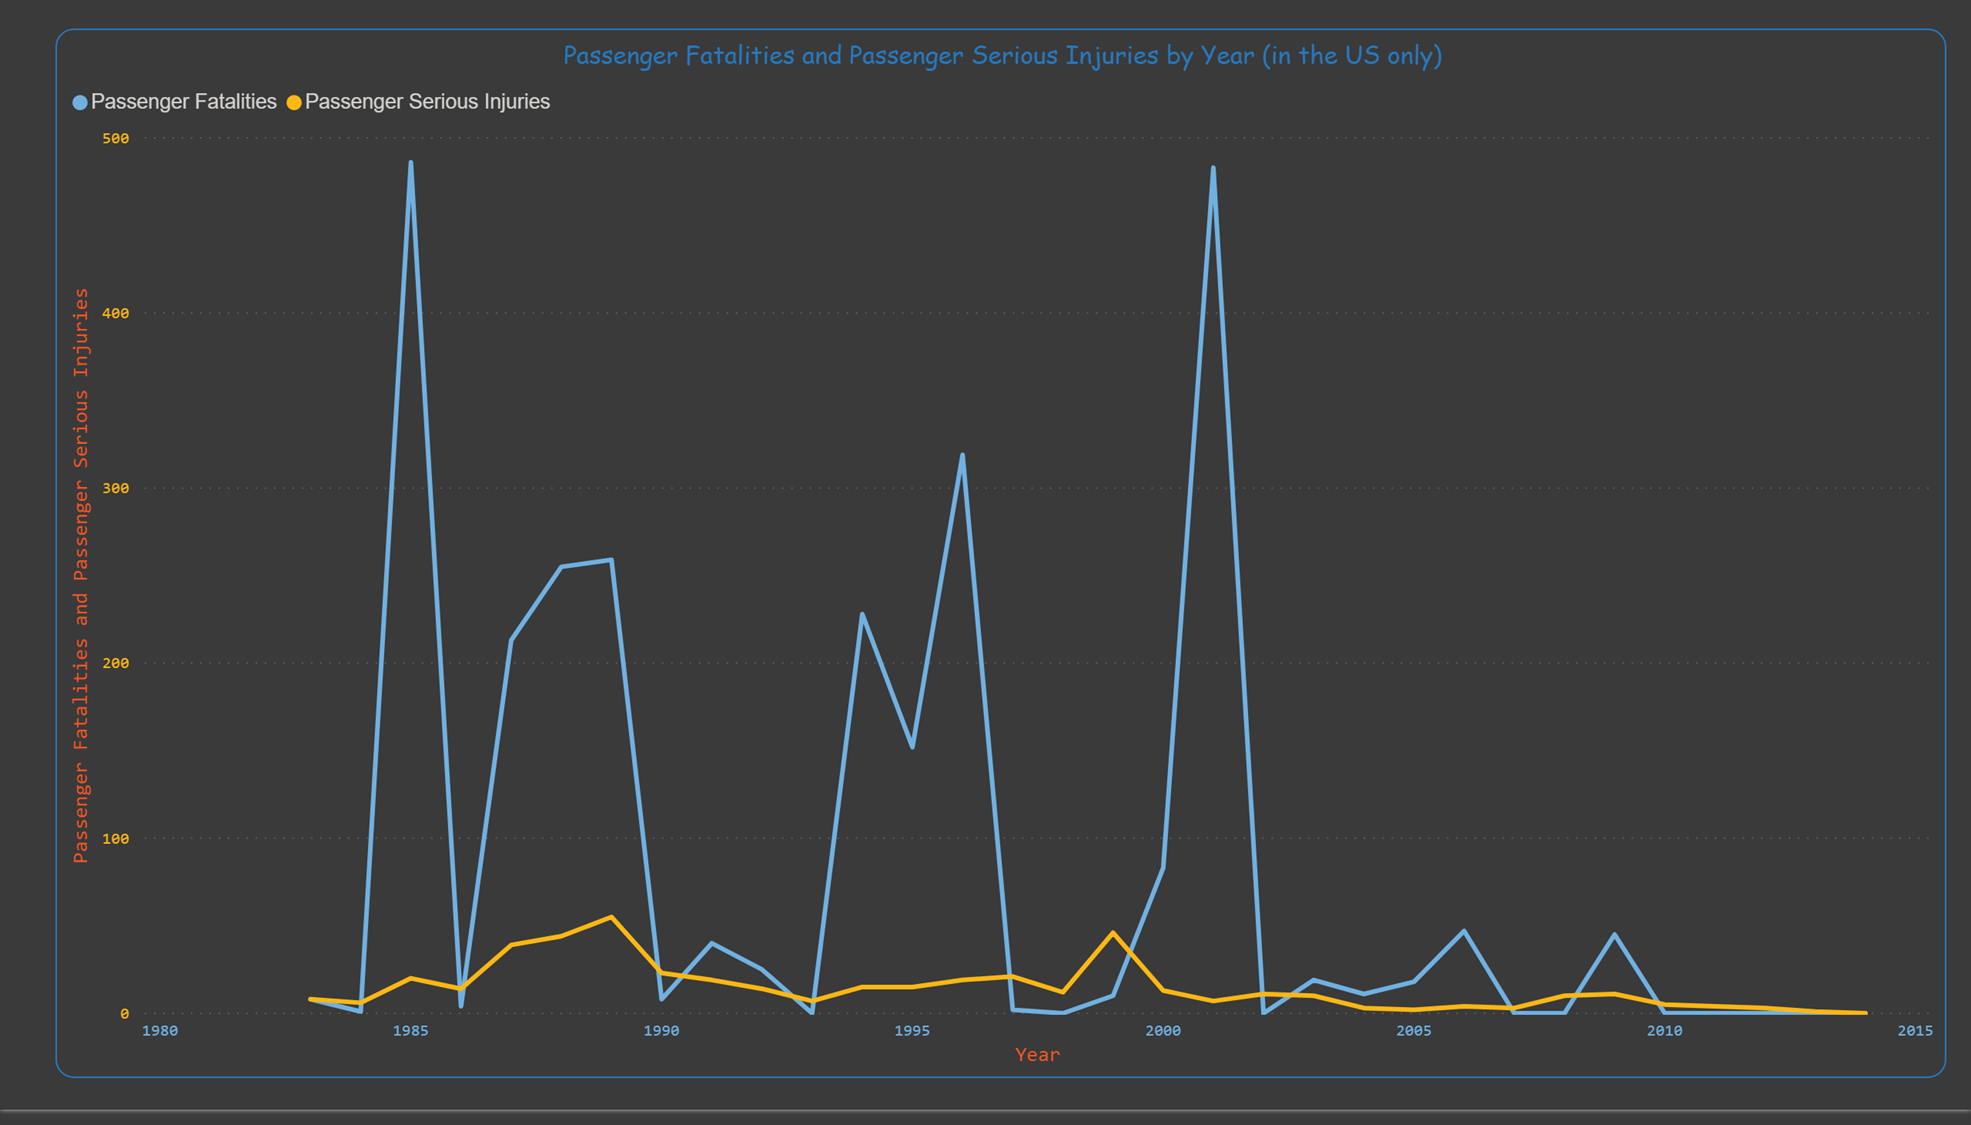 Passenger Fatalities and Passenger Serious Injuries by Year (in the US only)
Passenger Fatalities Passenger Serious Injuries
Passenger Fatalities and Passenger Serious Injuries
500
400
300
200
100
0
1980 1985 1990 1995 2000 2005 2010 2015
Year